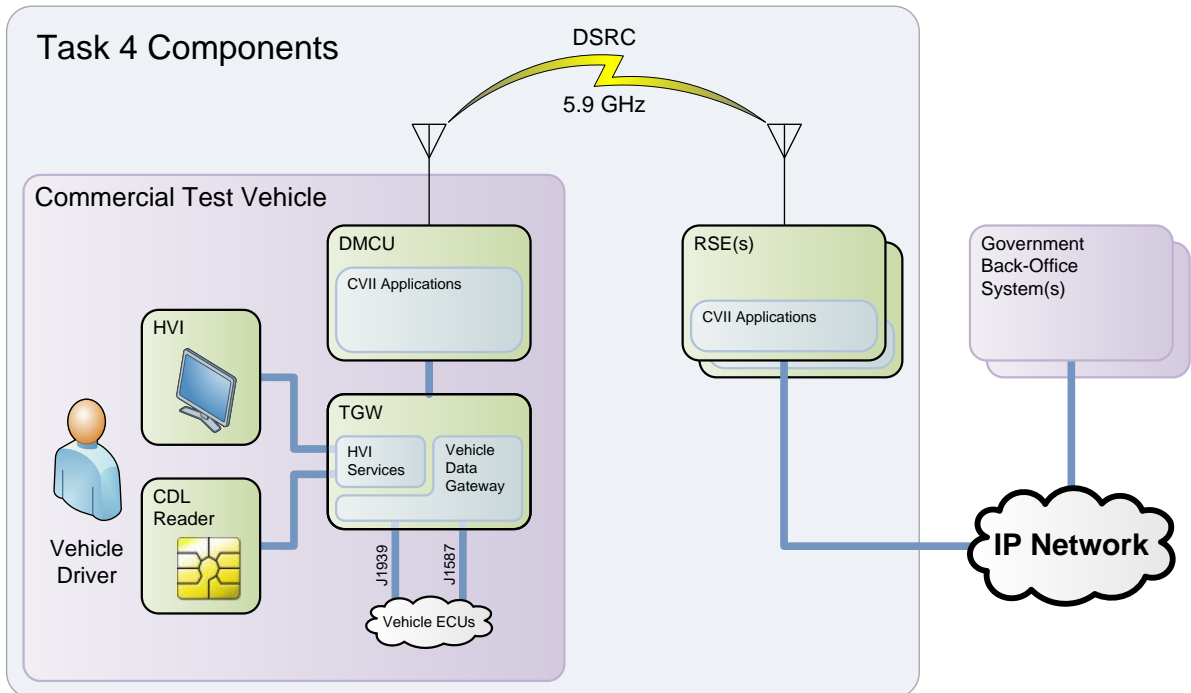 Task 4 Components
DSRC
5.9 GHz
Commercial Test Vehicle
DMCU
CVII Applications
HVI
TGW
HVI
Services
Vehicle
Data
Gateway
CDL
Reader
Vehicle
Driver
J1939
J1587
Vehicle ECUs
RSE(s)
CVII Applications
Government
Back-Office
System(s)
IP Network